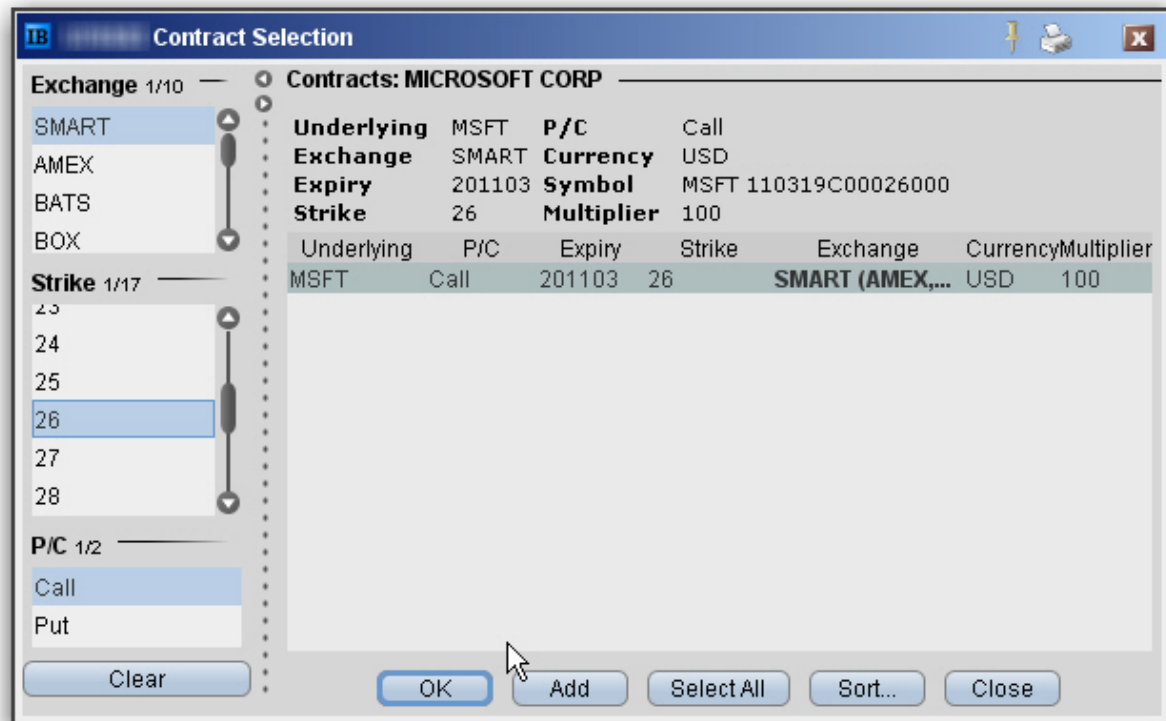 IB Contract Selection
Exchange 1/10
SMART
AMEX
BATS
BOX
Strike 1/17
23
24
25
26
27
28
P/C 1/2
Call
Put
Clear
Contracts: MICROSOFT CORP
Underlying MSFT P/C Call
Exchange SMART Currency USD
Expiry 201103 Symbol MSFT 110319C00026000
Strike 26 Multiplier 100
Underlying P/C Expiry Strike Exchange Currency Multiplier
MSFT Call 201103 26 SMART (AMEX,... USD 100
OK Add Select All Sort... Close